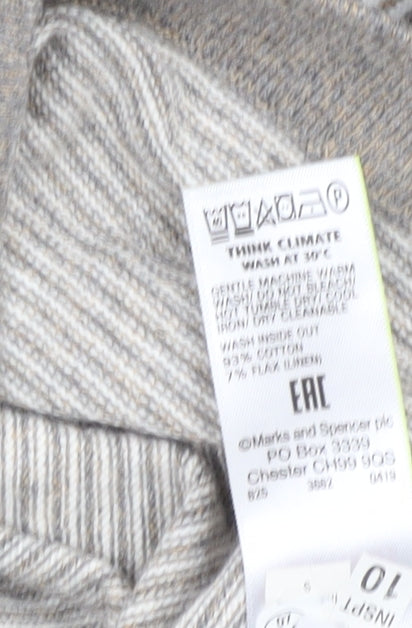 THINK CLIMATE
WASH AT 30°C
GENTLE MACHINE WARM
WASH/ DO NOT BLEACH/
NOT TUMBLE DRY/ COOL
IRON/ DRY CLEANABLE
WASH INSIDE OUT
93% COTTON
7% FLAX (LINEN)
EAC
©Marks and Spencer plc
PO Box 3339
Chester CH99 9QS
825 3882 0419
10
INSPT